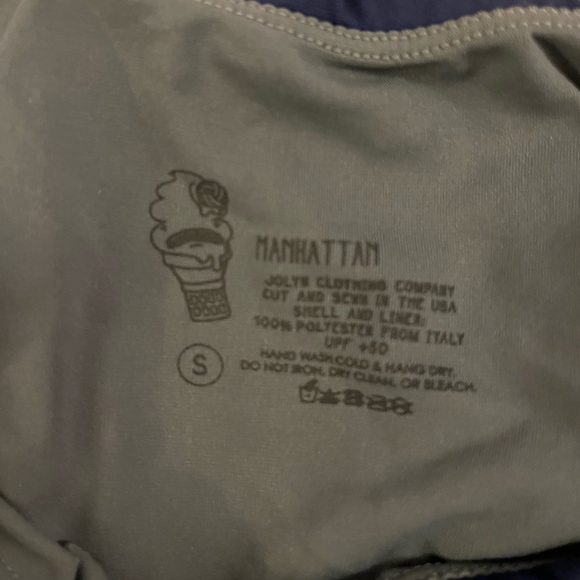 MANHATTAN
JOLYN CLOTHING COMPANY
CUT AND SEWN IN THE USA
SHELL AND LINER:
100% POLYESTER FROM ITALY
UPF +50
HAND WASH COLD & HANG DRY.
DO NOT IRON, DRY CLEAN, OR BLEACH.
S